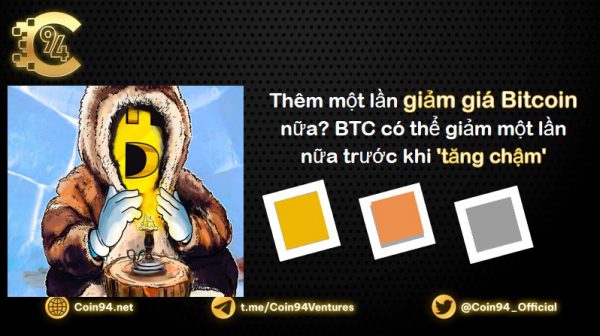 94
Thêm một lần giảm giá Bitcoin
nữa? BTC có thể giảm một lần
nữa trước khi 'tăng chậm'
Coin94.net
t.me/Coin94Ventures
@Coin94_Official